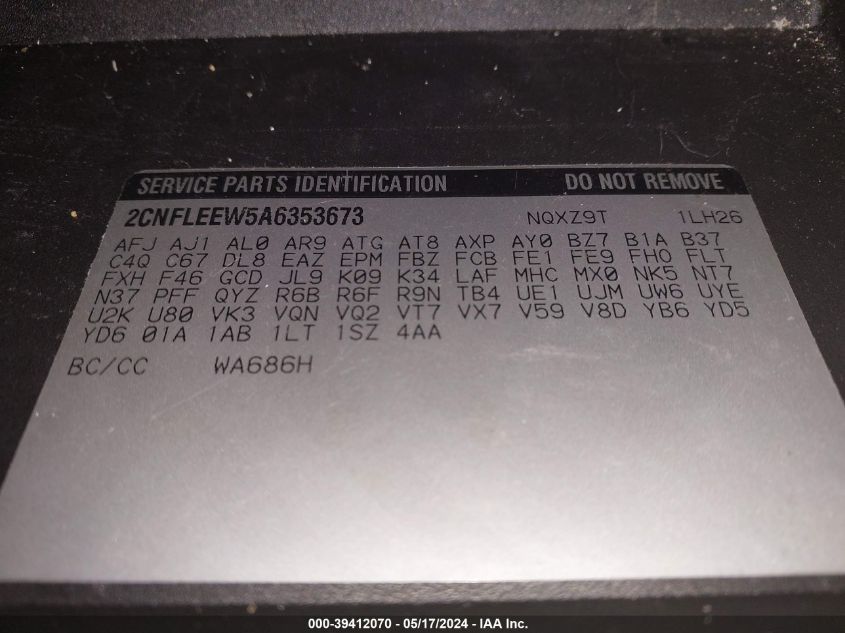 SERVICE PARTS IDENTIFICATION DO NOT REMOVE
2CNFLEEW5A6353673 NQXZ9T 1LH26
AFJ AJ1 AL0 AR9 ATG AT8 AXP AY0 BZ7 B1A B37
C4Q C67 DL8 EAZ EPM FBZ FCB FE1 FE9 FHO FLT
FXH F46 GCD JL9 K09 K34 LAF MHC MX0 NK5 NT7
N37 PFF QYZ R6B R6F R9N TB4 UE1 UJM UW6 UYE
U2K U80 VK3 VQN VQ2 VT7 VX7 V59 V8D YB6 YD5
YD6 01A 1AB 1LT 1SZ 4AA
BC/CC WA686H
000-39412070 - 05/17/2024 - IAA Inc.